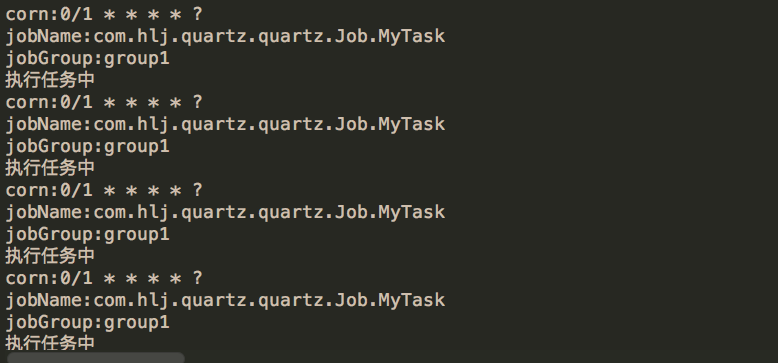 corn:0/1 * * * * ?
jobName:com.hlj.quartz.quartz.Job.MyTask
jobGroup:group1
执行任务中
corn:0/1 * * * * ?
jobName:com.hlj.quartz.quartz.Job.MyTask
jobGroup:group1
执行任务中
corn:0/1 * * * * ?
jobName:com.hlj.quartz.quartz.Job.MyTask
jobGroup:group1
执行任务中
corn:0/1 * * * * ?
jobName:com.hlj.quartz.quartz.Job.MyTask
jobGroup:group1
执行任务中